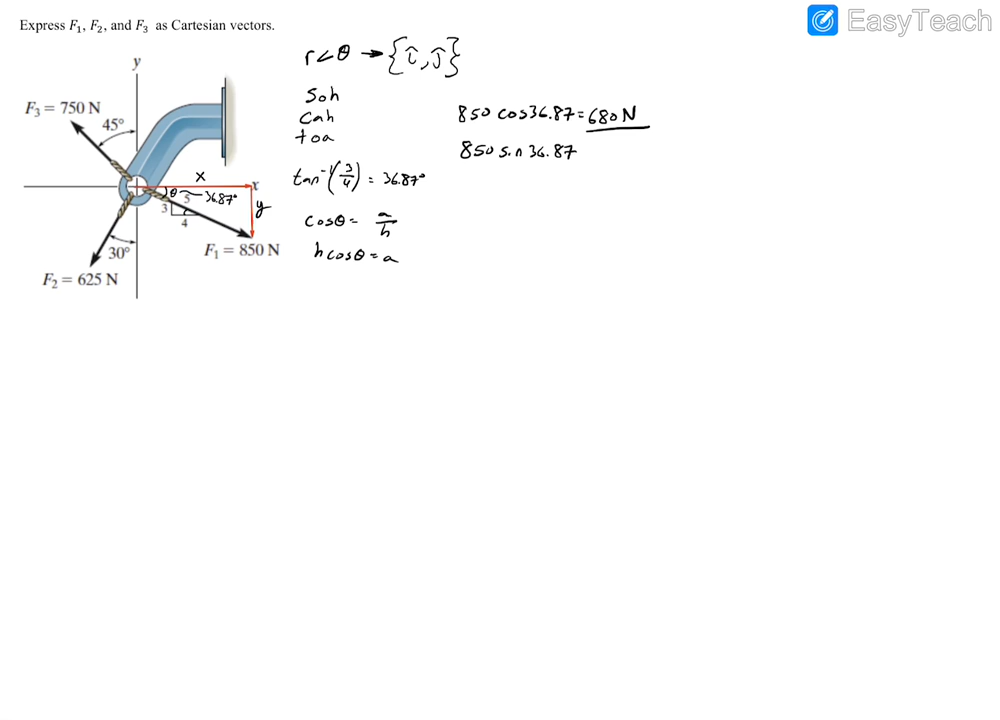 Express F₁, F₂, and F₃ as Cartesian vectors.
EasyTeach
y
F₃ = 750 N
45°
x
3
5
4
30°
F₁ = 850 N
F₂ = 625 N
x
y
θ
36.87°
r∠θ → {î, ĵ}
soh
cah
toa
tan⁻¹(3/4) = 36.87°
cosθ = a/h
h cosθ = a
850 cos36.87 = 680 N
850 sin 36.87